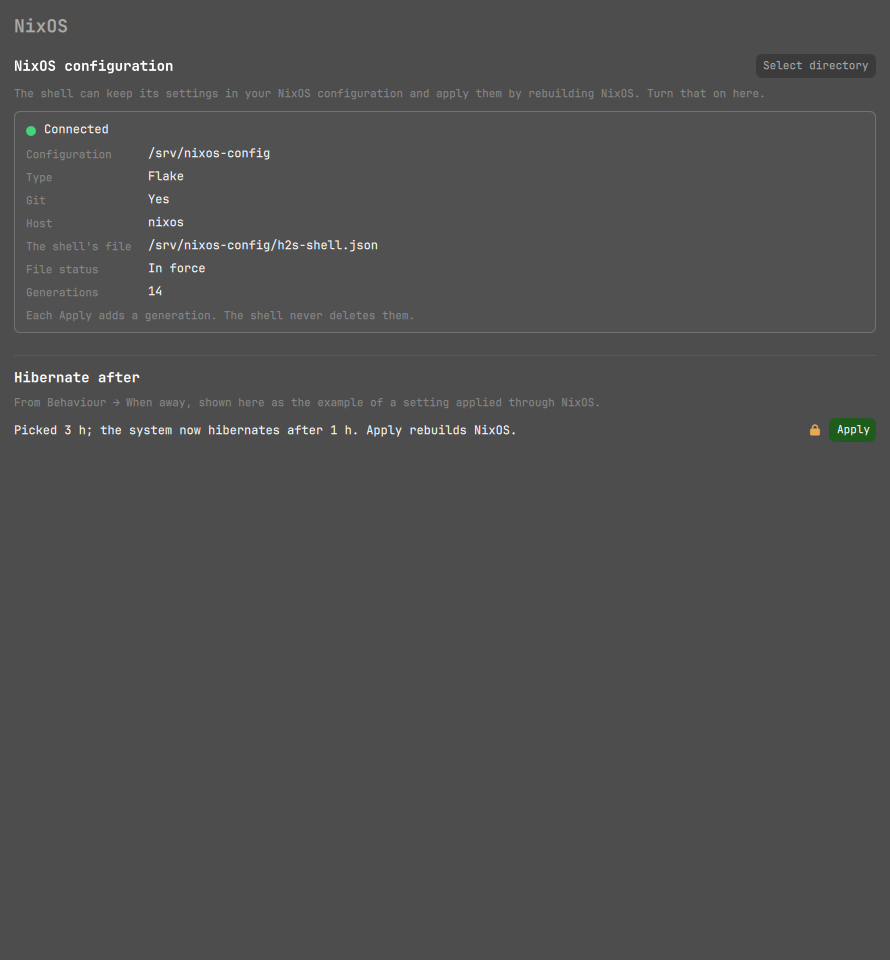 NixOS
NixOS configuration
Select directory
The shell can keep its settings in your NixOS configuration and apply them by rebuilding NixOS. Turn that on here.
Connected
Configuration /srv/nixos-config
Type Flake
Git Yes
Host nixos
The shell's file /srv/nixos-config/h2s-shell.json
File status In force
Generations 14
Each Apply adds a generation. The shell never deletes them.
Hibernate after
From Behaviour → When away, shown here as the example of a setting applied through NixOS.
Picked 3 h; the system now hibernates after 1 h. Apply rebuilds NixOS.
Apply